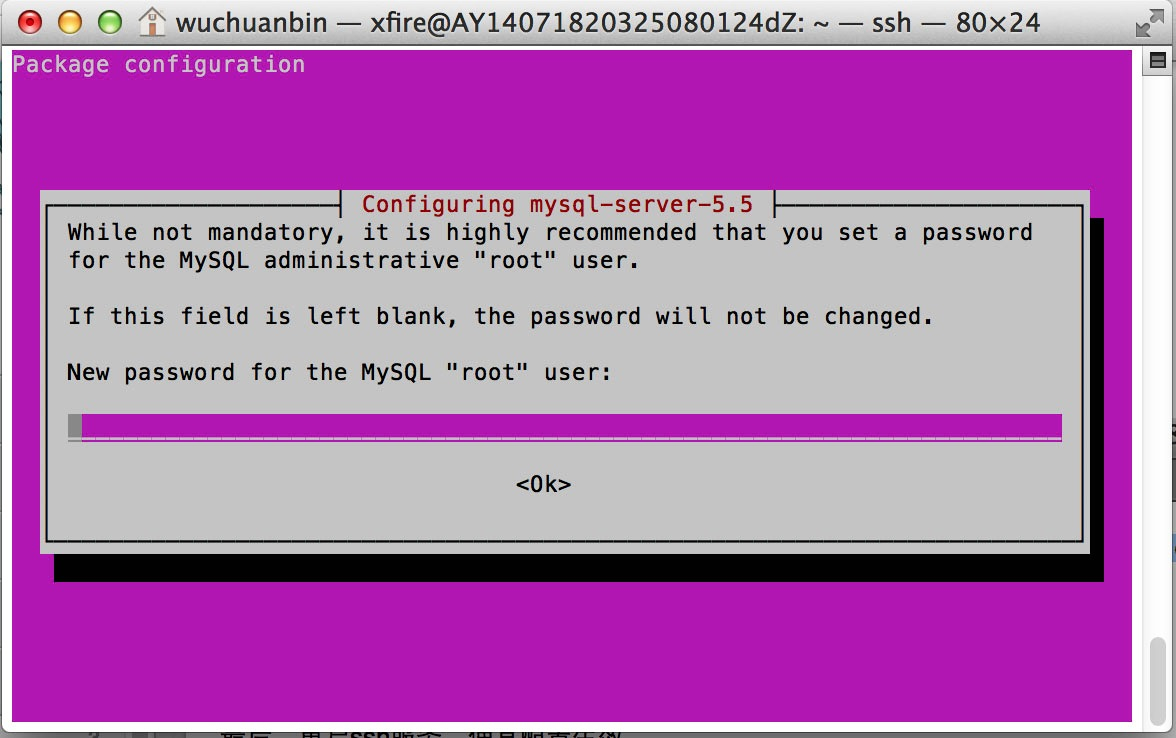 wuchuanbin — xfire@AY14071820325080124dZ: ~ — ssh — 80×24
Package configuration
Configuring mysql-server-5.5
While not mandatory, it is highly recommended that you set a password
for the MySQL administrative "root" user.
If this field is left blank, the password will not be changed.
New password for the MySQL "root" user:
<Ok>